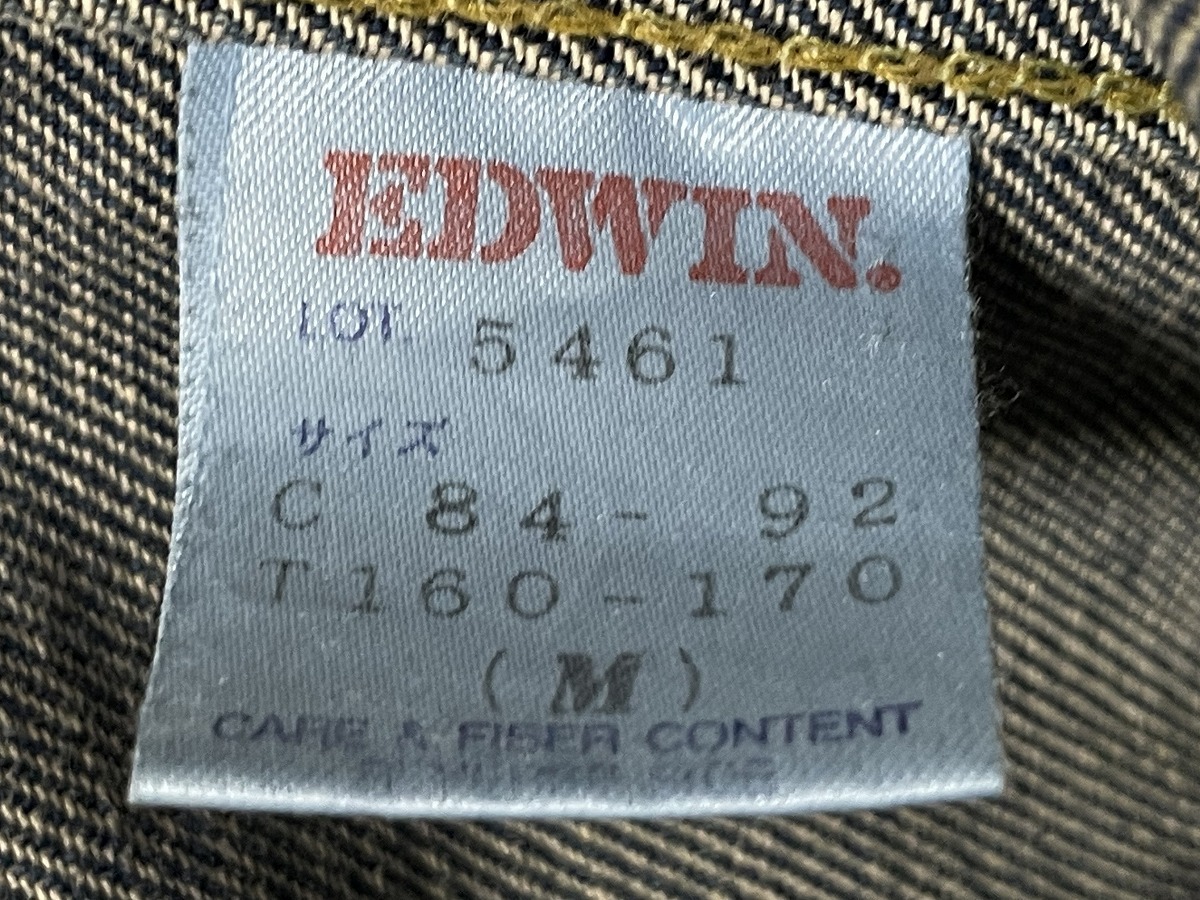 EDWIN.
LOT. 5461
サイズ
C 84 - 92
T160-170
(M)
CARE & FIBER CONTENT